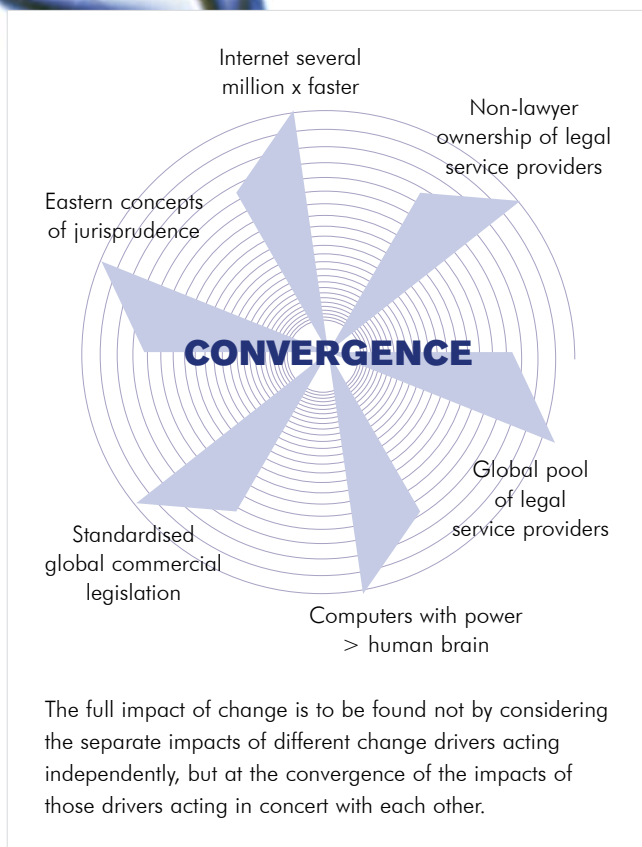 Internet several
million x faster
Non-lawyer
ownership of legal
service providers
Eastern concepts
of jurisprudence
CONVERGENCE
Global pool
of legal
service providers
Standardised
global commercial
legislation
Computers with power
> human brain
The full impact of change is to be found not by considering
the separate impacts of different change drivers acting
independently, but at the convergence of the impacts of
those drivers acting in concert with each other.